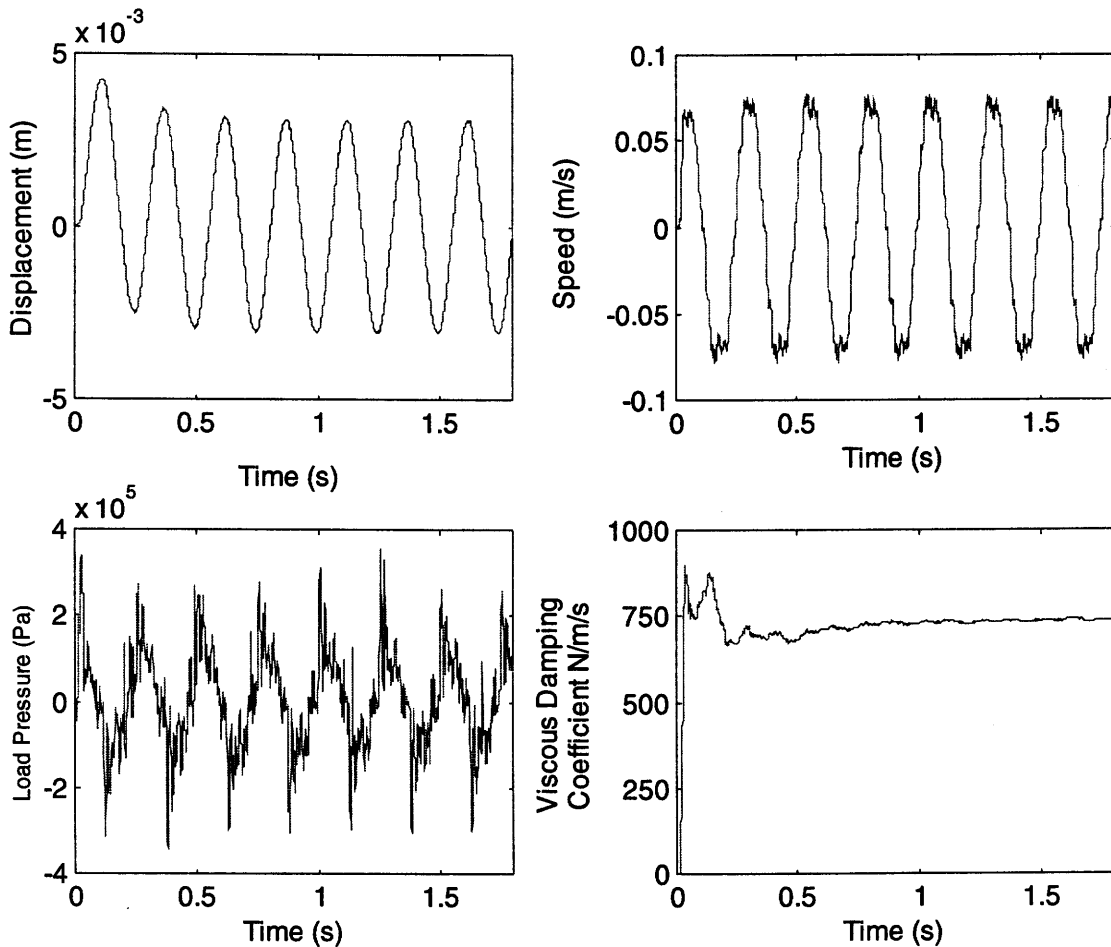 x 10⁻³
5
0
-5
Displacement (m)
0 0.5 1 1.5
Time (s)
0.1
0.05
0
-0.05
-0.1
Speed (m/s)
0 0.5 1 1.5
Time (s)
x 10⁵
4
2
0
-2
-4
Load Pressure (Pa)
0 0.5 1 1.5
Time (s)
1000
750
500
250
0
Viscous Damping
Coefficient N/m/s
0 0.5 1 1.5
Time (s)